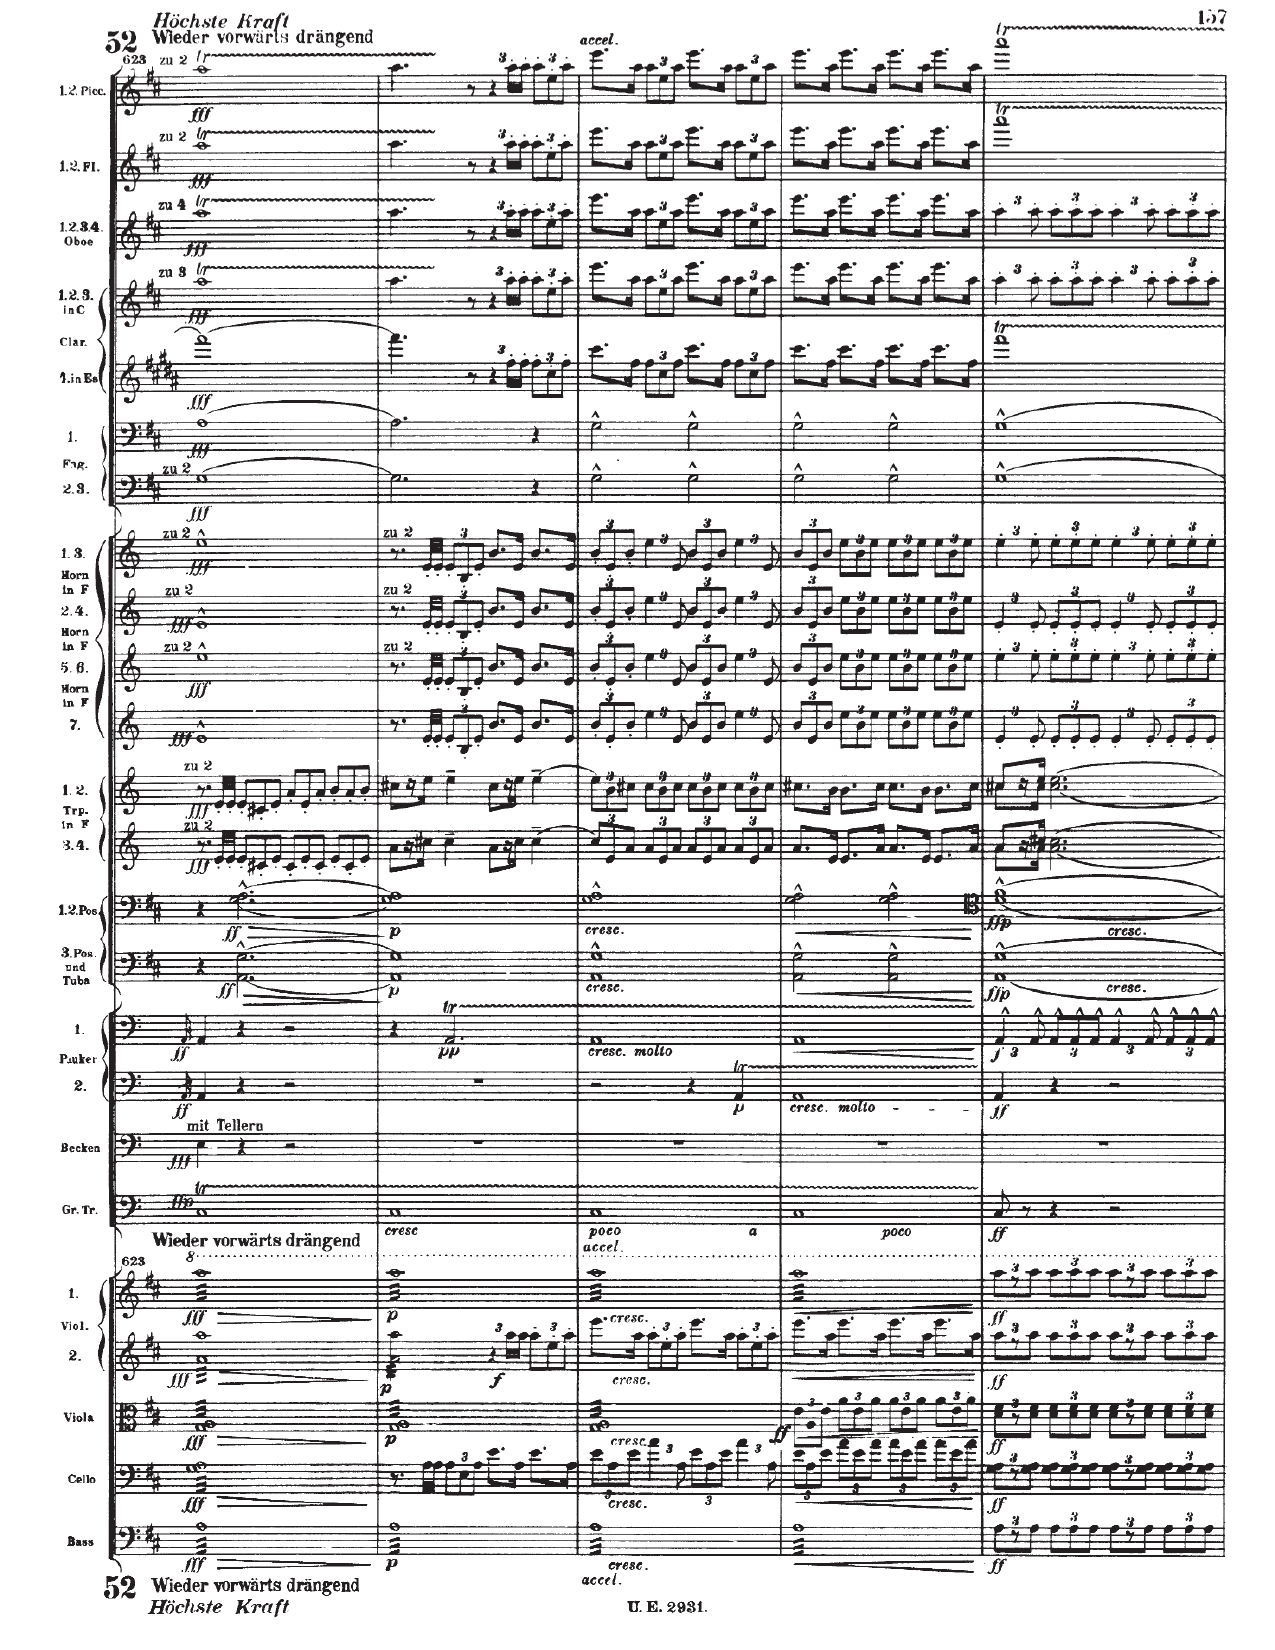 Höchste Kraft
157
52 Wieder vorwärts drängend
accel.
623 zu 2
1.2. Picc.
fff
zu 2
1.2. Fl.
fff
zu 4
1.2.3.4.
Oboe
fff
zu 3
1.2.3.
in C
fff
Clar.
1. in Es
fff
1.
fff
Fag.
zu 2
2.3.
fff
zu 2 zu 2
1.3.
fff
Horn
in F
zu 2 zu 2
2.4.
fff
Horn
in F
zu 2 zu 2
5.6.
fff
Horn
in F
7.
fff
zu 2
1.2.
fff
Trp.
in F
zu 2
3.4.
fff
1.2. Pos.
ff p cresc. ffp cresc.
3. Pos.
und
Tuba
ff p cresc. ffp cresc.
1.
ff pp cresc. molto f
Pauker
2.
ff p cresc. molto - - - ff
mit Tellern
Becken
fff
ffp
Gr. Tr.
cresc poco a poco ff
Wieder vorwärts drängend
accel.
623 8
1.
fff p cresc. ff
Viol.
2.
fff p f cresc. ff
Viola
fff p cresc. ff ff
Cello
fff cresc. ff
Bass
fff p cresc. ff
accel.
52 Wieder vorwärts drängend
Höchste Kraft
U. E. 2931.